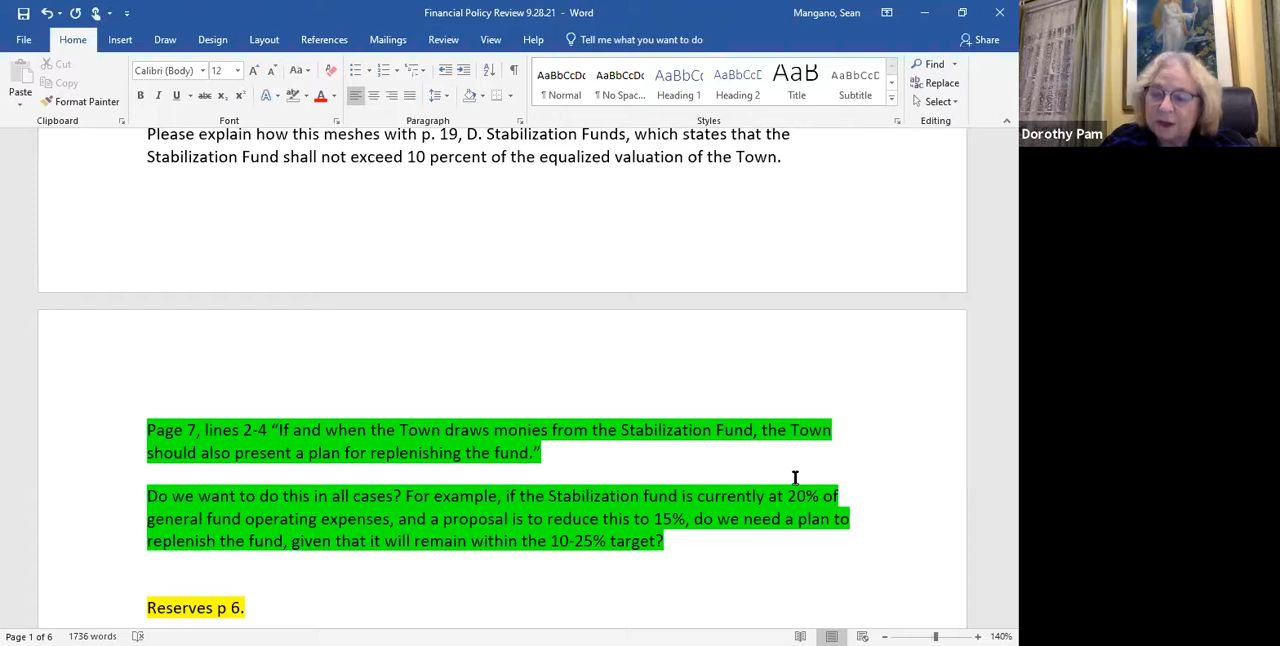 Financial Policy Review 9.28.21 - Word
Mangano, Sean
File Home Insert Draw Design Layout References Mailings Review View Help Tell me what you want to do Share
Paste
Cut
Copy
Format Painter
Calibri (Body) 12
Clipboard
Font
Paragraph
AaBbCcDc AaBbCcDc AaBbC AaBbCcD AaB AaBbCcD
¶ Normal ¶ No Spac... Heading 1 Heading 2 Title Subtitle
Styles
Find
Replace
Select
Editing
Dorothy Pam
Please explain how this meshes with p. 19, D. Stabilization Funds, which states that the
Stabilization Fund shall not exceed 10 percent of the equalized valuation of the Town.
Page 7, lines 2-4 “If and when the Town draws monies from the Stabilization Fund, the Town
should also present a plan for replenishing the fund.”
Do we want to do this in all cases? For example, if the Stabilization fund is currently at 20% of
general fund operating expenses, and a proposal is to reduce this to 15%, do we need a plan to
replenish the fund, given that it will remain within the 10-25% target?
Reserves p 6.
Page 1 of 6 1736 words 140%